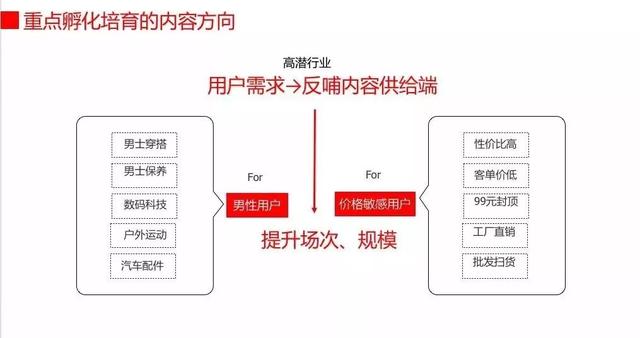 重点孵化培育的内容方向
高潜行业
用户需求→反哺内容供给端
男士穿搭
男士保养
数码科技
户外运动
汽车配件
For
男性用户
For
价格敏感用户
提升场次、规模
性价比高
客单价低
99元封顶
工厂直销
批发扫货